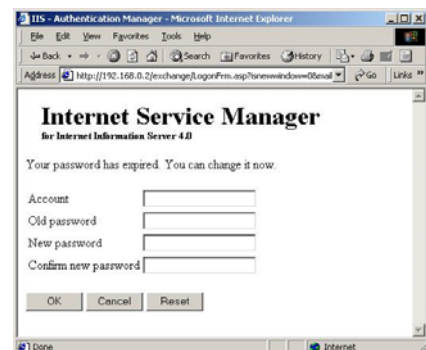 IIS - Authentication Manager - Microsoft Internet Explorer
File Edit View Favorites Tools Help
Back Search Favorites History
Address http://192.168.0.2/exchange/LogonFrm.asp?isnewwindow=0&mail Go Links »
Internet Service Manager
for Internet Information Server 4.0
Your password has expired. You can change it now.
Account
Old password
New password
Confirm new password
OK Cancel Reset
Done Internet